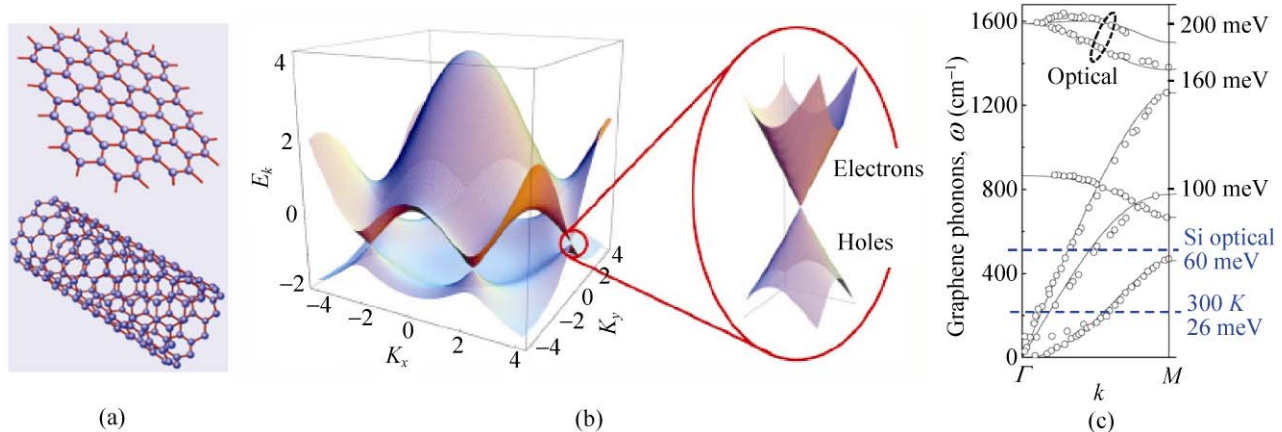 4
2
0
−2
E_k
−4
−2
0
2
4
K_x
−4
−2
0
2
4
K_y
Electrons
Holes
Graphene phonons, ω (cm⁻¹)
1600
1200
800
400
0
Optical
200 meV
160 meV
100 meV
Si optical
60 meV
300 K
26 meV
Γ
M
k
(a)
(b)
(c)